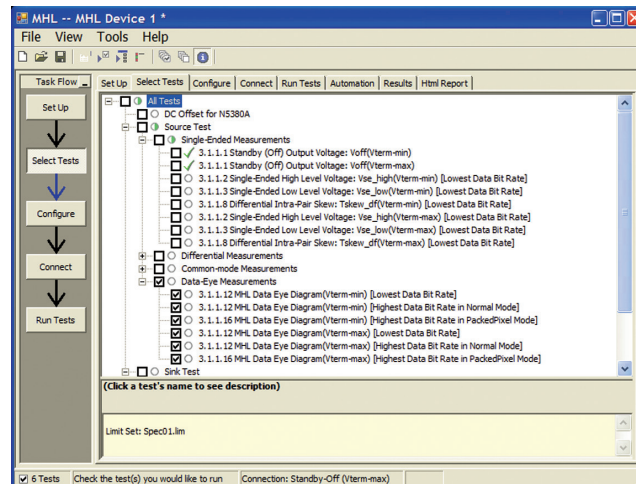 MHL -- MHL Device 1 *
File View Tools Help
Task Flow
Set Up
Select Tests
Configure
Connect
Run Tests
Set Up Select Tests Configure Connect Run Tests Automation Results Html Report
All Tests
DC Offset for N5380A
Source Test
Single-Ended Measurements
3.1.1.1 Standby (Off) Output Voltage: Voff(Vterm-min)
3.1.1.1 Standby (Off) Output Voltage: Voff(Vterm-max)
3.1.1.2 Single-Ended High Level Voltage: Vse_high(Vterm-min) [Lowest Data Bit Rate]
3.1.1.3 Single-Ended Low Level Voltage: Vse_low(Vterm-min) [Lowest Data Bit Rate]
3.1.1.8 Differential Intra-Pair Skew: Tskew_df(Vterm-min) [Lowest Data Bit Rate]
3.1.1.2 Single-Ended High Level Voltage: Vse_high(Vterm-max) [Lowest Data Bit Rate]
3.1.1.3 Single-Ended Low Level Voltage: Vse_low(Vterm-max) [Lowest Data Bit Rate]
3.1.1.8 Differential Intra-Pair Skew: Tskew_df(Vterm-max) [Lowest Data Bit Rate]
Differential Measurements
Common-mode Measurements
Data-Eye Measurements
3.1.1.12 MHL Data Eye Diagram(Vterm-min) [Lowest Data Bit Rate]
3.1.1.12 MHL Data Eye Diagram(Vterm-min) [Highest Data Bit Rate in Normal Mode]
3.1.1.16 MHL Data Eye Diagram(Vterm-min) [Highest Data Bit Rate in PackedPixel Mode]
3.1.1.12 MHL Data Eye Diagram(Vterm-max) [Lowest Data Bit Rate]
3.1.1.12 MHL Data Eye Diagram(Vterm-max) [Highest Data Bit Rate in Normal Mode]
3.1.1.16 MHL Data Eye Diagram(Vterm-max) [Highest Data Bit Rate in PackedPixel Mode]
Sink Test
(Click a test's name to see description)
Limit Set: Spec01.lim
6 Tests Check the test(s) you would like to run Connection: Standby-Off (Vterm-max)